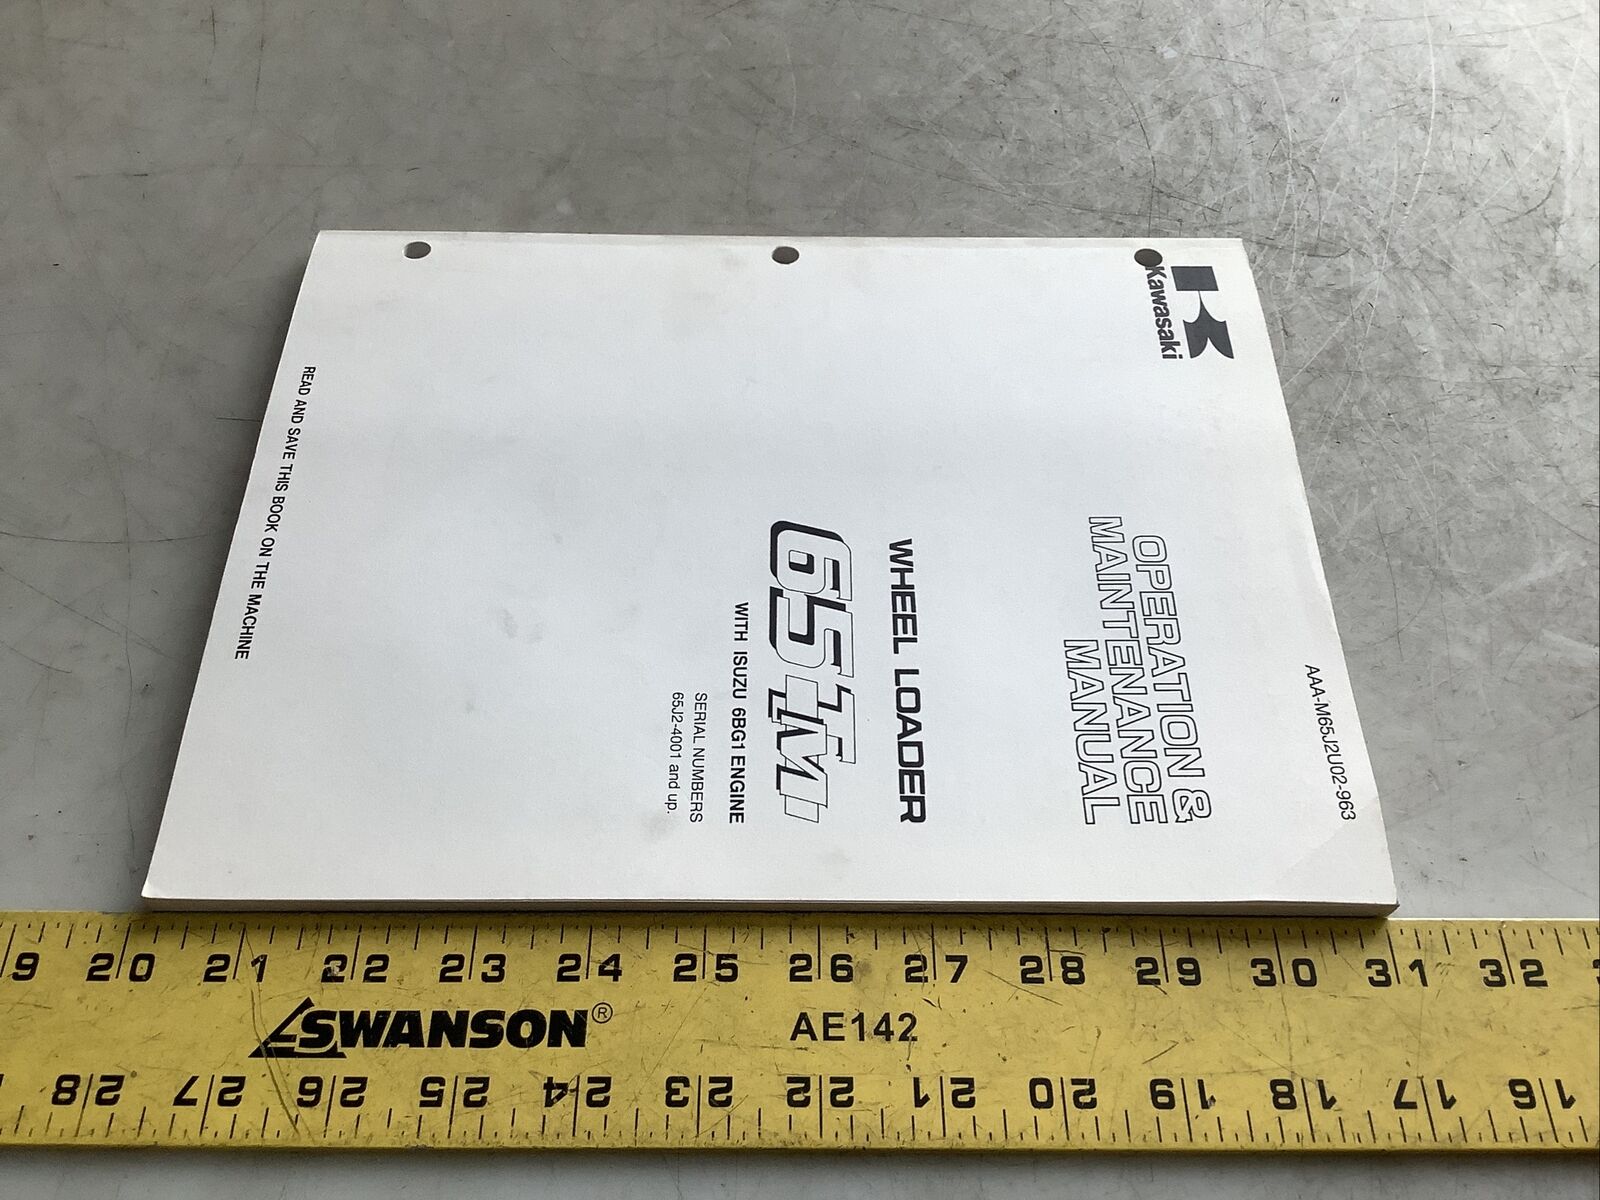 Kawasaki
AAA-M65J2U02-963
OPERATION &
MAINTENANCE
MANUAL
WHEEL LOADER
65TM
WITH ISUZU 6BG1 ENGINE
SERIAL NUMBERS
65J2-4001 and up.
READ AND SAVE THIS BOOK ON THE MACHINE
20 21 22 23 24 25 26 27 28 29 30 31 32
SWANSON® AE142
28 27 26 25 24 23 22 21 20 19 18 17 16